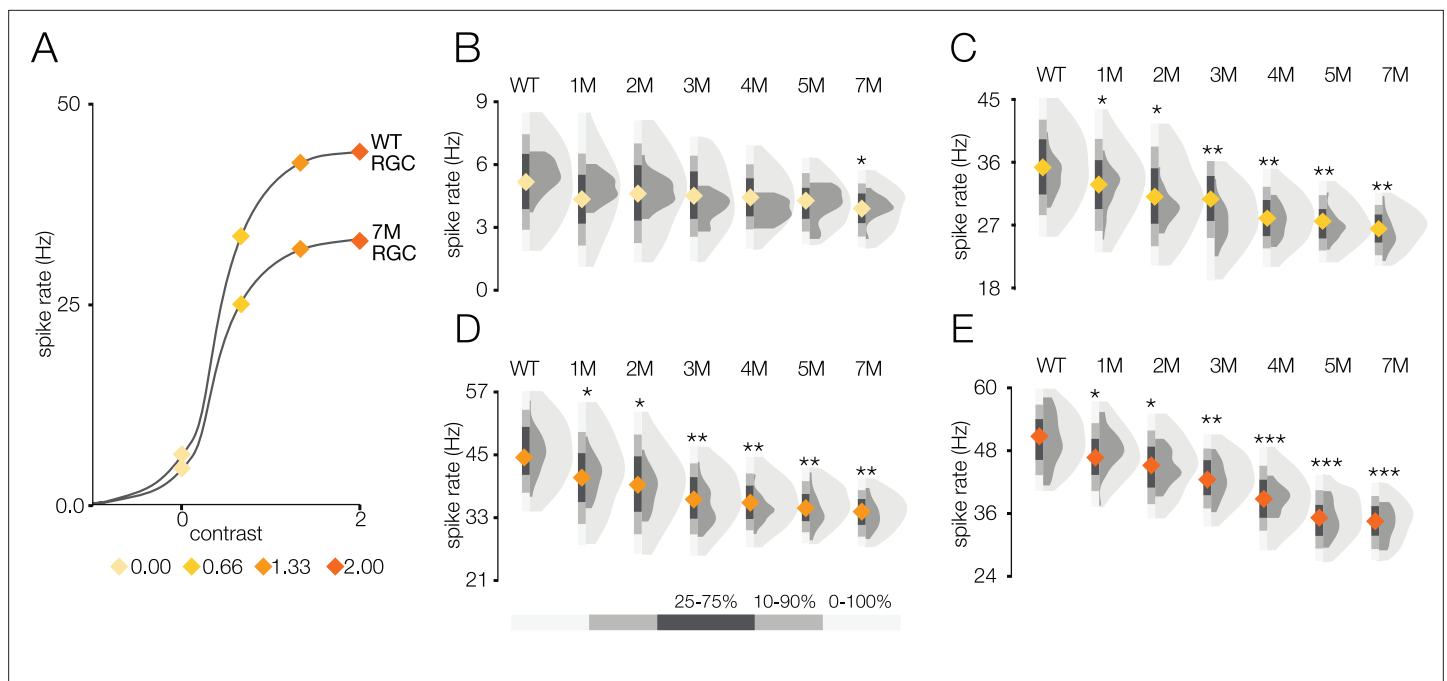 A
50
25
0.0
spike rate (Hz)
0
2
contrast
WT
RGC
7M
RGC
0.00 0.66 1.33 2.00
B
WT 1M 2M 3M 4M 5M 7M
9
6
3
0
spike rate (Hz)
*
C
WT 1M 2M 3M 4M 5M 7M
45
36
27
18
spike rate (Hz)
* * ** ** ** **
D
WT 1M 2M 3M 4M 5M 7M
57
45
33
21
spike rate (Hz)
* * ** ** ** **
25-75% 10-90% 0-100%
E
WT 1M 2M 3M 4M 5M 7M
60
48
36
24
spike rate (Hz)
* * ** *** *** ***